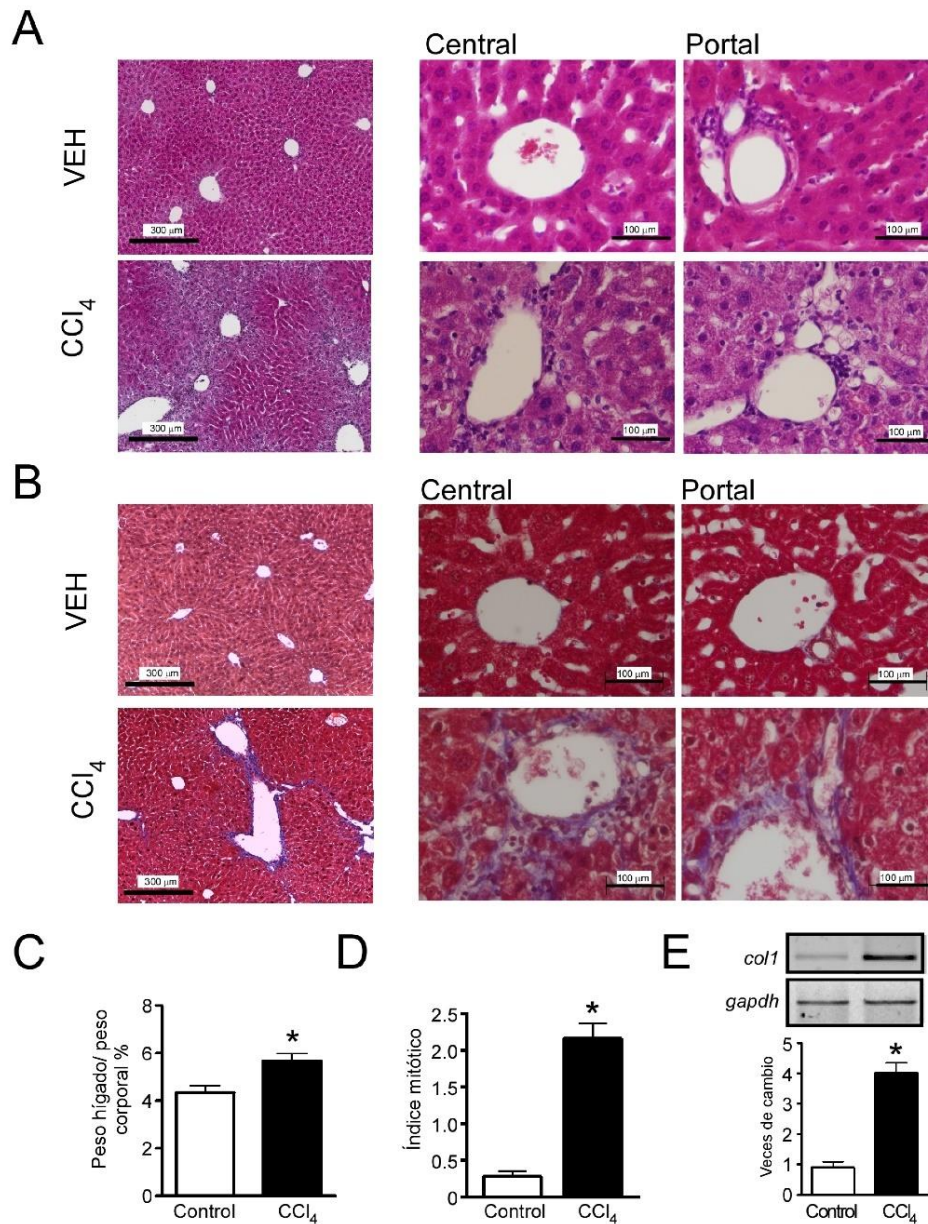 A
Central
Portal
VEH
300 µm
100 µm
100 µm
CCl4
300 µm
100 µm
100 µm
B
Central
Portal
VEH
300 µm
100 µm
100 µm
CCl4
300 µm
100 µm
100 µm
C
D
E
col1
gapdh
Peso hígado/ peso
corporal %
8
6
4
2
0
*
Control
CCl4
Índice mitótico
2.5
2.0
1.5
1.0
0.5
0.0
*
Control
CCl4
Veces de cambio
5
4
3
2
1
0
*
Control
CCl4